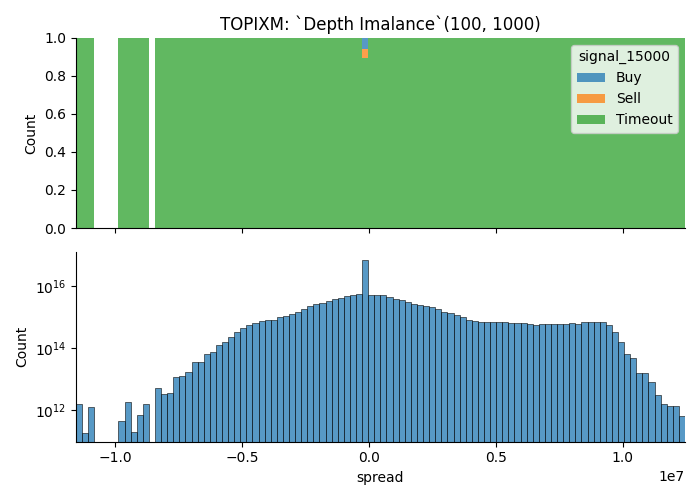 TOPIXM: `Depth Imalance`(100, 1000)
1.0
0.8
0.6
0.4
0.2
0.0
Count
signal_15000
Buy
Sell
Timeout
10^16
10^14
10^12
Count
−1.0 −0.5 0.0 0.5 1.0
1e7
spread